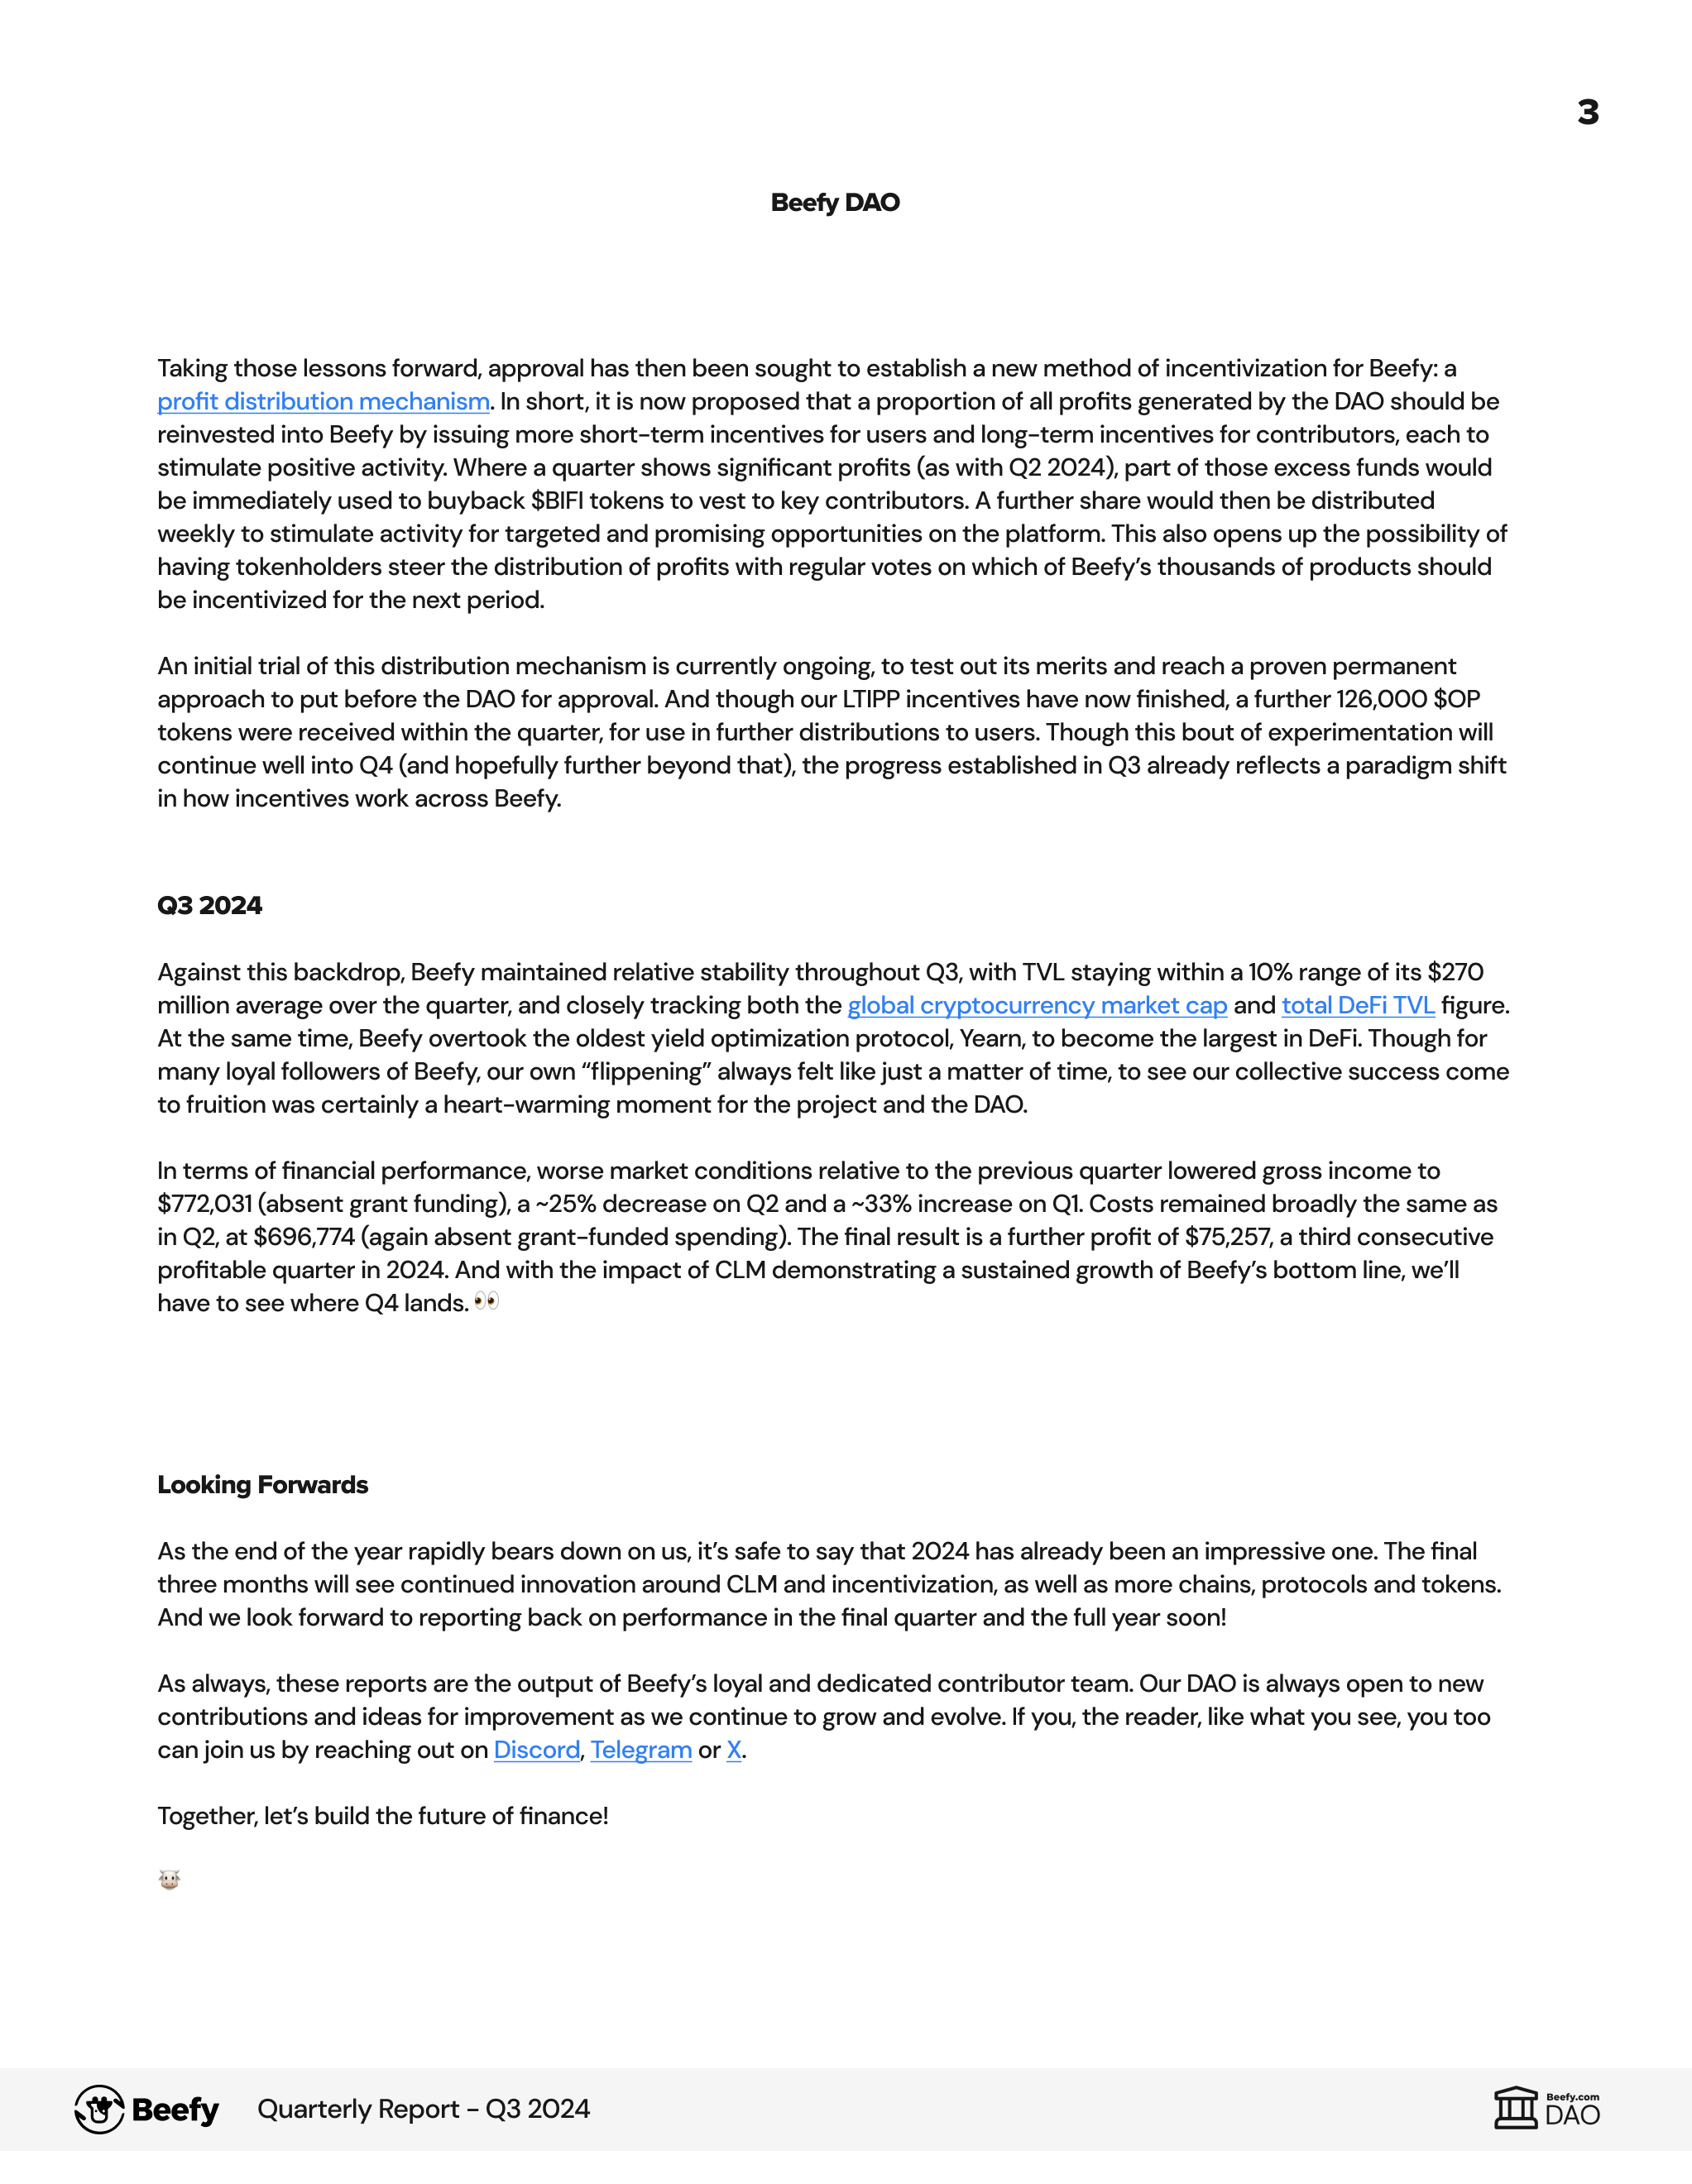 3
Beefy DAO
Taking those lessons forward, approval has then been sought to establish a new method of incentivization for Beefy: a
profit distribution mechanism. In short, it is now proposed that a proportion of all profits generated by the DAO should be
reinvested into Beefy by issuing more short-term incentives for users and long-term incentives for contributors, each to
stimulate positive activity. Where a quarter shows significant profits (as with Q2 2024), part of those excess funds would
be immediately used to buyback $BIFI tokens to vest to key contributors. A further share would then be distributed
weekly to stimulate activity for targeted and promising opportunities on the platform. This also opens up the possibility of
having tokenholders steer the distribution of profits with regular votes on which of Beefy’s thousands of products should
be incentivized for the next period.
An initial trial of this distribution mechanism is currently ongoing, to test out its merits and reach a proven permanent
approach to put before the DAO for approval. And though our LTIPP incentives have now finished, a further 126,000 $OP
tokens were received within the quarter, for use in further distributions to users. Though this bout of experimentation will
continue well into Q4 (and hopefully further beyond that), the progress established in Q3 already reflects a paradigm shift
in how incentives work across Beefy.
Q3 2024
Against this backdrop, Beefy maintained relative stability throughout Q3, with TVL staying within a 10% range of its $270
million average over the quarter, and closely tracking both the global cryptocurrency market cap and total DeFi TVL figure.
At the same time, Beefy overtook the oldest yield optimization protocol, Yearn, to become the largest in DeFi. Though for
many loyal followers of Beefy, our own “flippening” always felt like just a matter of time, to see our collective success come
to fruition was certainly a heart-warming moment for the project and the DAO.
In terms of financial performance, worse market conditions relative to the previous quarter lowered gross income to
$772,031 (absent grant funding), a ~25% decrease on Q2 and a ~33% increase on Q1. Costs remained broadly the same as
in Q2, at $696,774 (again absent grant-funded spending). The final result is a further profit of $75,257, a third consecutive
profitable quarter in 2024. And with the impact of CLM demonstrating a sustained growth of Beefy’s bottom line, we’ll
have to see where Q4 lands. 👀
Looking Forwards
As the end of the year rapidly bears down on us, it’s safe to say that 2024 has already been an impressive one. The final
three months will see continued innovation around CLM and incentivization, as well as more chains, protocols and tokens.
And we look forward to reporting back on performance in the final quarter and the full year soon!
As always, these reports are the output of Beefy’s loyal and dedicated contributor team. Our DAO is always open to new
contributions and ideas for improvement as we continue to grow and evolve. If you, the reader, like what you see, you too
can join us by reaching out on Discord, Telegram or X.
Together, let’s build the future of finance!
🐮
Beefy Quarterly Report – Q3 2024
Beefy.com
DAO